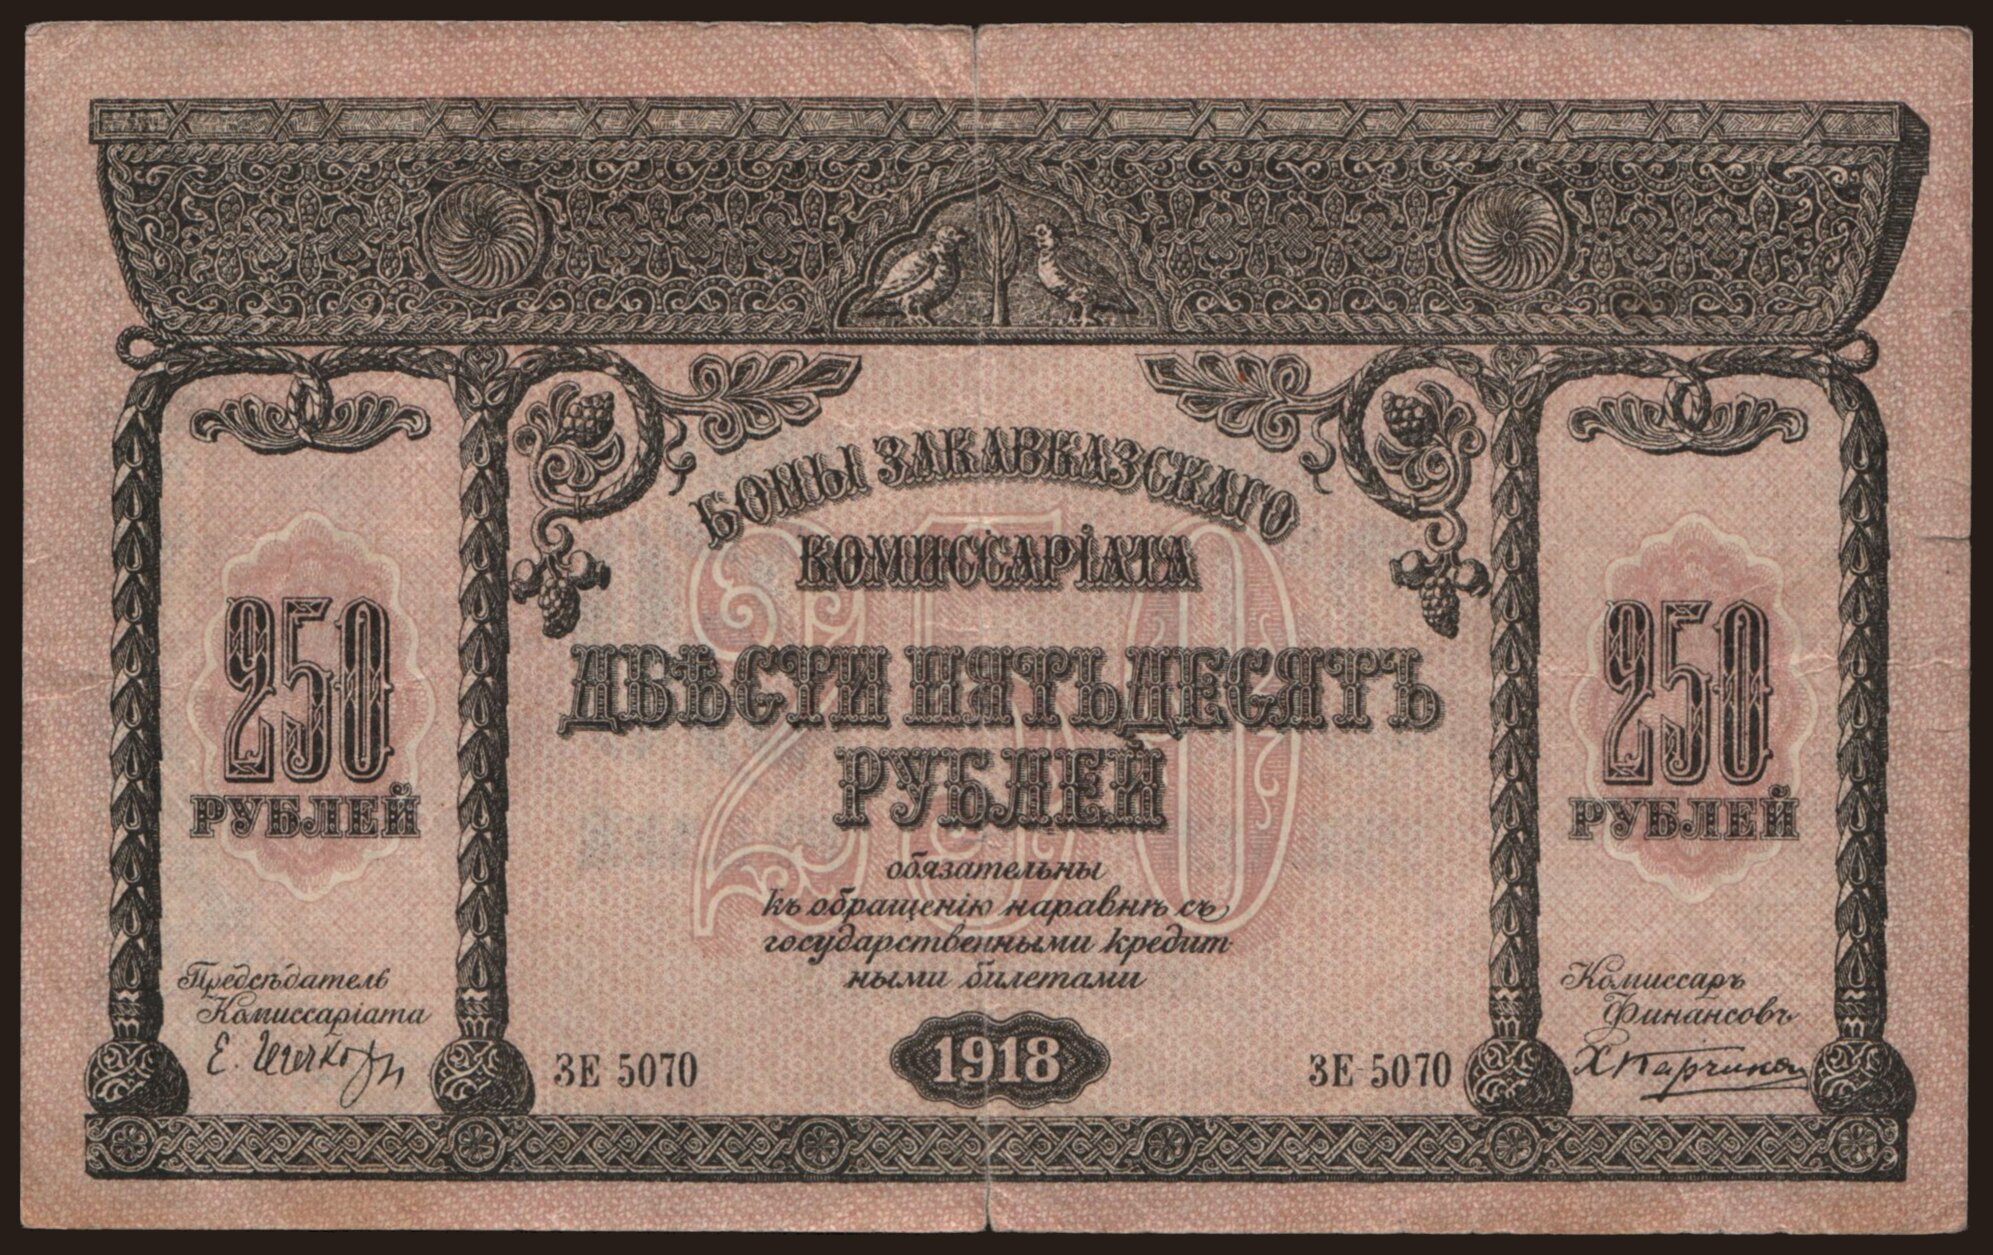 БОНЫ ЗАКАВКАЗСКАГО
КОМИССАРІАТА
250
ДВѢСТИ ПЯТЬДЕСЯТЪ
РУБЛЕЙ
обязательны
къ обращенію наравнѣ съ
государственными кредит
ными билетами
250
РУБЛЕЙ
250
РУБЛЕЙ
Предсѣдатель
Комиссаріата
Комиссаръ
Финансовъ
ЗЕ 5070
1918
ЗЕ 5070